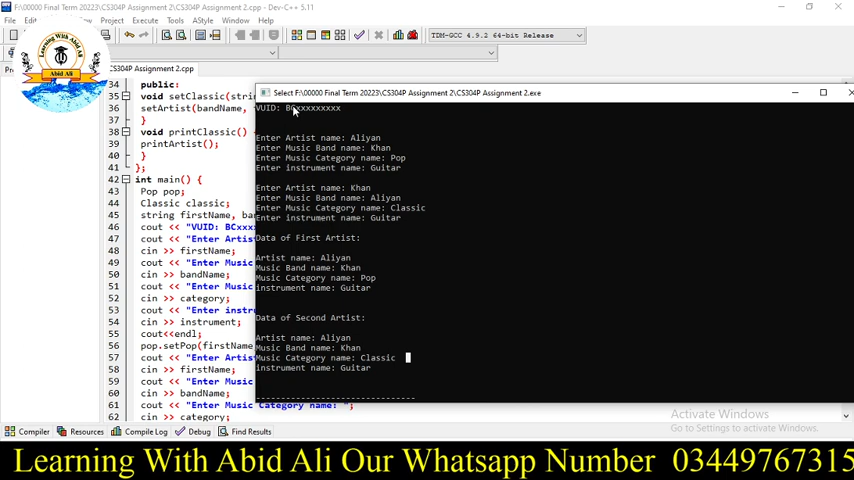 F:\00000 Final Term 20223\CS304P Assignment 2\CS304P Assignment 2.cpp - Dev-C++ 5.11
File
Project Execute Tools AStyle Window Help
TDM-GCC 4.9.2 64-bit Release
Learning With
Abid Ali
CS304P Assignment 2.cpp
34 public:
35 void setClassic(strin
36 setArtist(bandName,
37 }
38 void printClassic()
39 printArtist();
40 }
41 };
42 int main() {
43 Pop pop;
44 Classic classic;
45 string firstName, ba
46 cout << "VUID: BCxxx
47 cout << "Enter Artis
48 cin >> firstName;
49 cout << "Enter Music
50 cin >> bandName;
51 cout << "Enter Music
52 cin >> category;
53 cout << "Enter instr
54 cin >> instrument;
55 cout<<endl;
56 pop.setPop(firstName
57 cout << "Enter Artis
58 cin >> firstName;
59 cout << "Enter Music
60 cin >> bandName;
61 cout << "Enter Music Category name: ";
62 cin >> category;
Select F:\00000 Final Term 20223\CS304P Assignment 2\CS304P Assignment 2.exe
VUID: BCxxxxxxxxx
Enter Artist name: Aliyan
Enter Music Band name: Khan
Enter Music Category name: Pop
Enter instrument name: Guitar
Enter Artist name: Khan
Enter Music Band name: Aliyan
Enter Music Category name: Classic
Enter instrument name: Guitar
Data of First Artist:
Artist name: Aliyan
Music Band name: Khan
Music Category name: Pop
instrument name: Guitar
Data of Second Artist:
Artist name: Aliyan
Music Band name: Khan
Music Category name: Classic
instrument name: Guitar
--------------------------------
Activate Windows
Go to Settings to activate Windows.
Compiler Resources Compile Log Debug Find Results
Learning With Abid Ali Our Whatsapp Number 03449767315